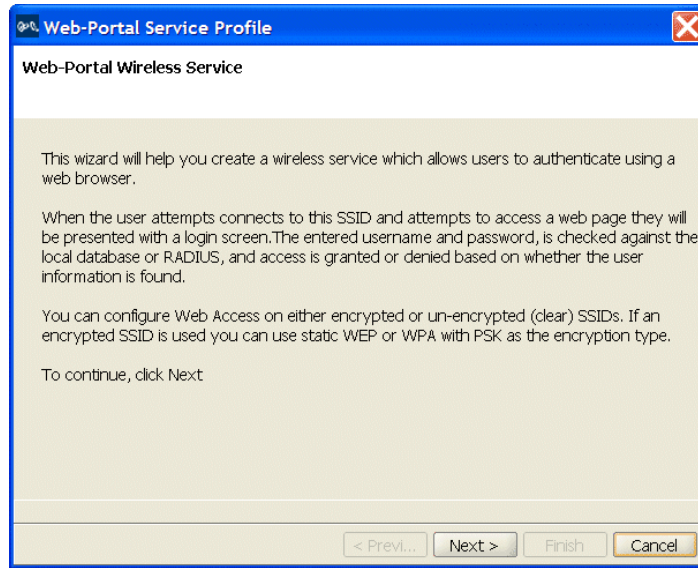 Web-Portal Service Profile
Web-Portal Wireless Service
This wizard will help you create a wireless service which allows users to authenticate using a
web browser.
When the user attempts connects to this SSID and attempts to access a web page they will
be presented with a login screen.The entered username and password, is checked against the
local database or RADIUS, and access is granted or denied based on whether the user
information is found.
You can configure Web Access on either encrypted or un-encrypted (clear) SSIDs. If an
encrypted SSID is used you can use static WEP or WPA with PSK as the encryption type.
To continue, click Next
< Previ... Next > Finish Cancel